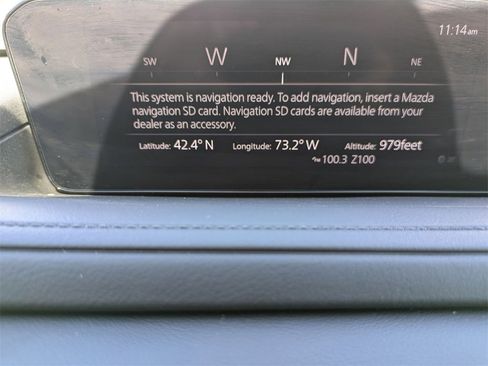 11:14am
SW W NW N NE
This system is navigation ready. To add navigation, insert a Mazda
navigation SD card. Navigation SD cards are available from your
dealer as an accessory.
Latitude: 42.4° N Longitude: 73.2° W Altitude: 979feet
FM 100.3 Z100